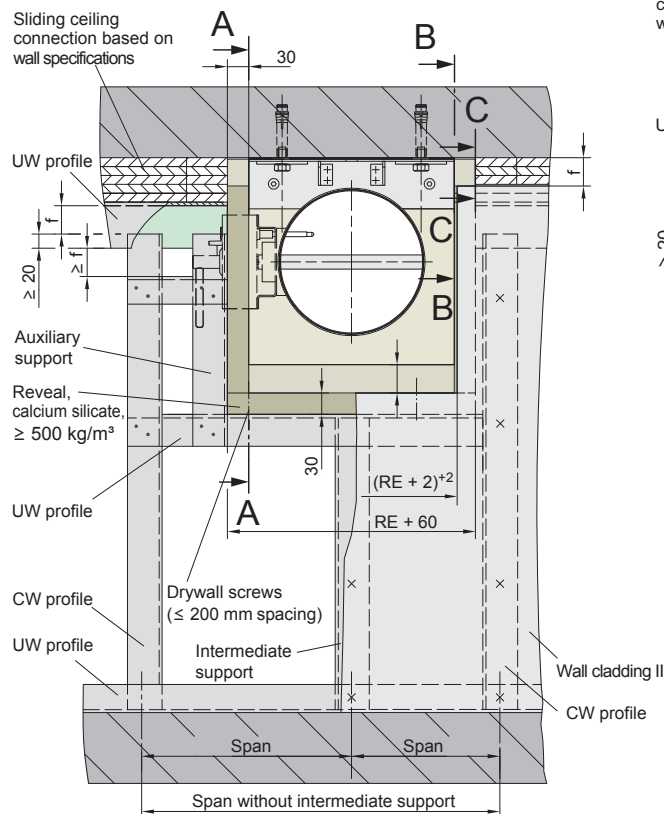 Sliding ceiling
connection based on
wall specifications
A
30
B
c
w
C
UW profile
U
f
f
C
≥ 20
≥ f
≥ 20
B
Auxiliary
support
Reveal,
calcium silicate,
≥ 500 kg/m³
30
(RE + 2)+2
A
RE + 60
UW profile
Drywall screws
(≤ 200 mm spacing)
CW profile
UW profile
Intermediate
support
Wall cladding II
CW profile
Span
Span
Span without intermediate support